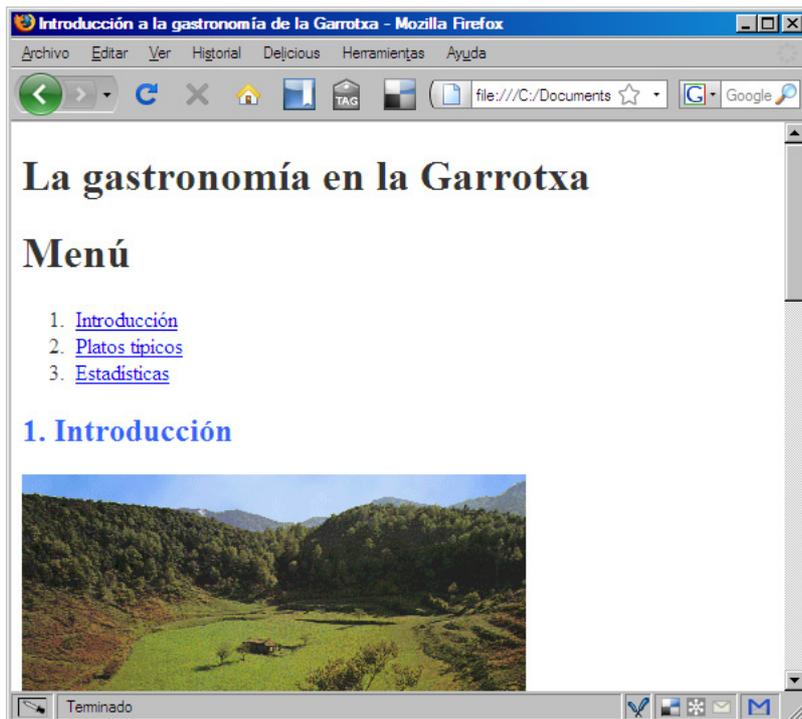 Introducción a la gastronomía de la Garrotxa - Mozilla Firefox
Archivo Editar Ver Historial Delicious Herramientas Ayuda
TAG file:///C:/Documents G Google
La gastronomía en la Garrotxa
Menú
1. Introducción
2. Platos típicos
3. Estadísticas
1. Introducción
Terminado